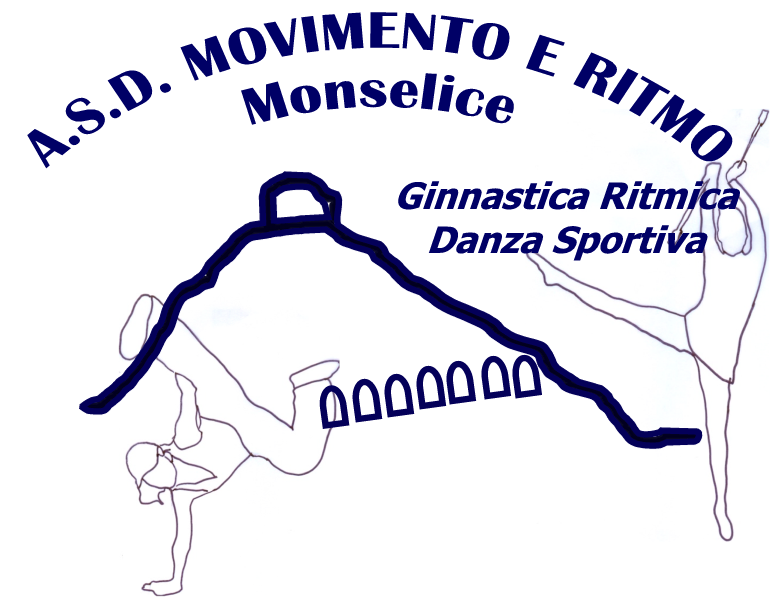 A.S.D. MOVIMENTO E RITMO
Monselice
Ginnastica Ritmica
Danza Sportiva